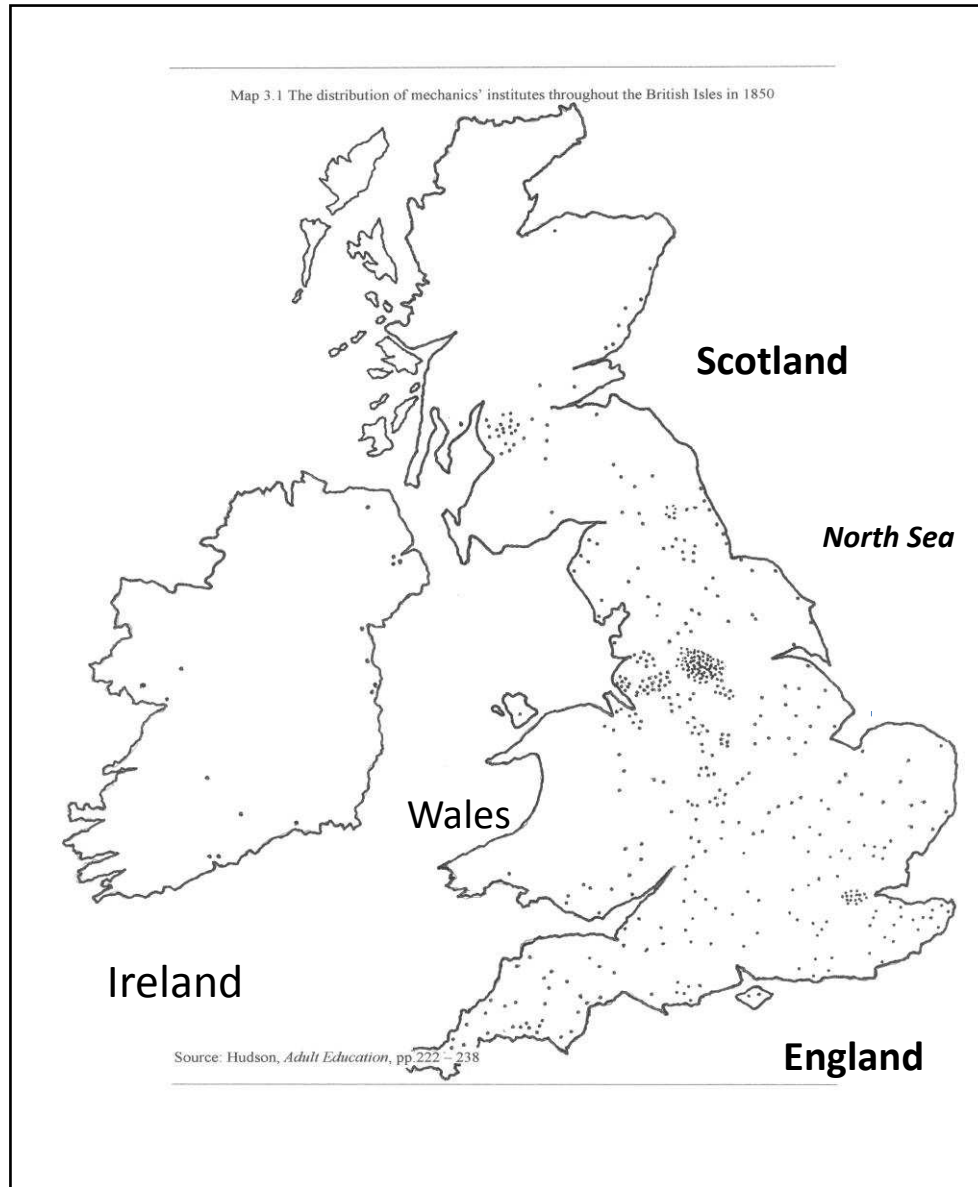 Map 3.1 The distribution of mechanics' institutes throughout the British Isles in 1850
Scotland
North Sea
Wales
Ireland
England
Source: Hudson, Adult Education, pp.222 – 238